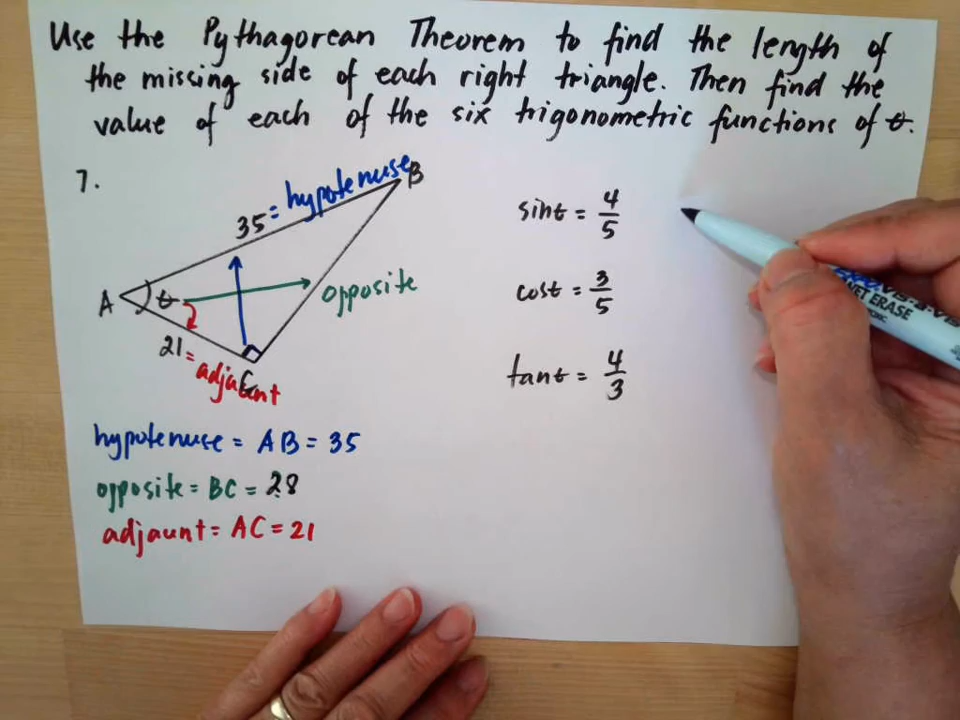 Use the Pythagorean Theorem to find the length of
the missing side of each right triangle. Then find the
value of each of the six trigonometric functions of θ.
7.
B
35 = hypotenuse
A
θ
opposite
21 = adjacent
C
hypotenuse = AB = 35
opposite = BC = 28
adjacent = AC = 21
sinθ = 4/5
cosθ = 3/5
tanθ = 4/3
ET ERASE